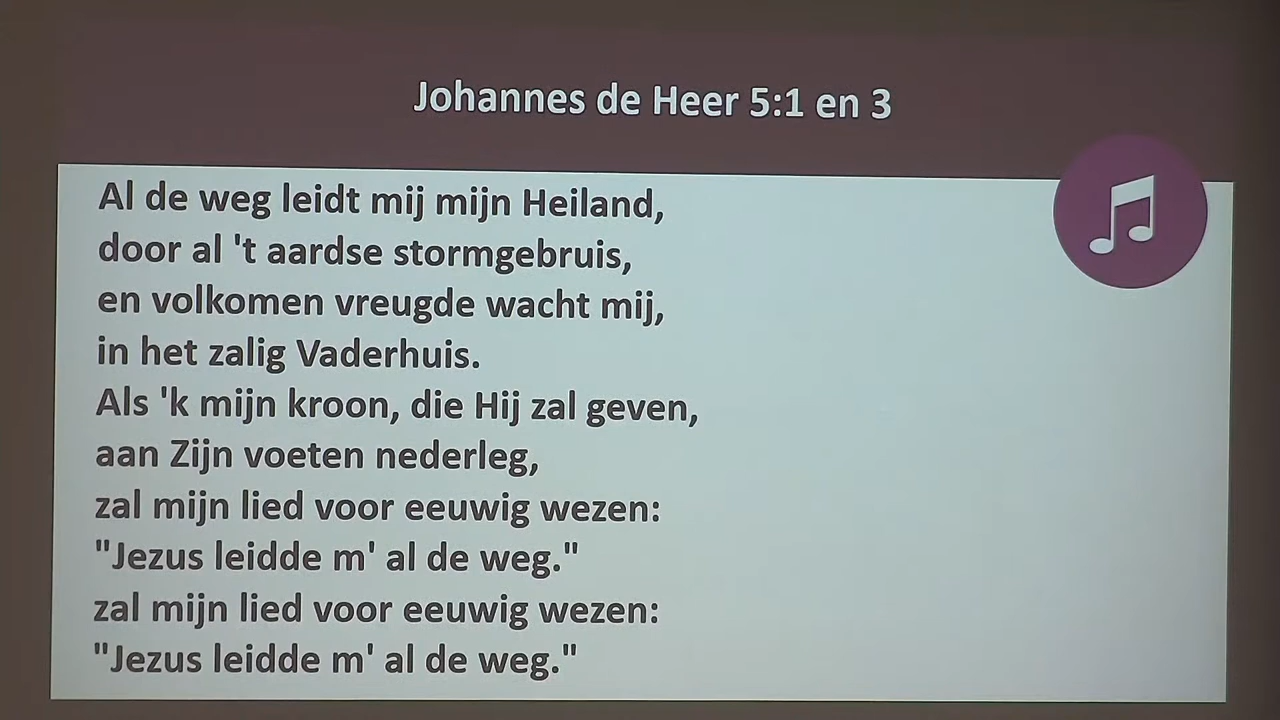 Johannes de Heer 5:1 en 3
Al de weg leidt mij mijn Heiland,
door al 't aardse stormgebruis,
en volkomen vreugde wacht mij,
in het zalig Vaderhuis.
Als 'k mijn kroon, die Hij zal geven,
aan Zijn voeten nederleg,
zal mijn lied voor eeuwig wezen:
"Jezus leidde m' al de weg."
zal mijn lied voor eeuwig wezen:
"Jezus leidde m' al de weg."